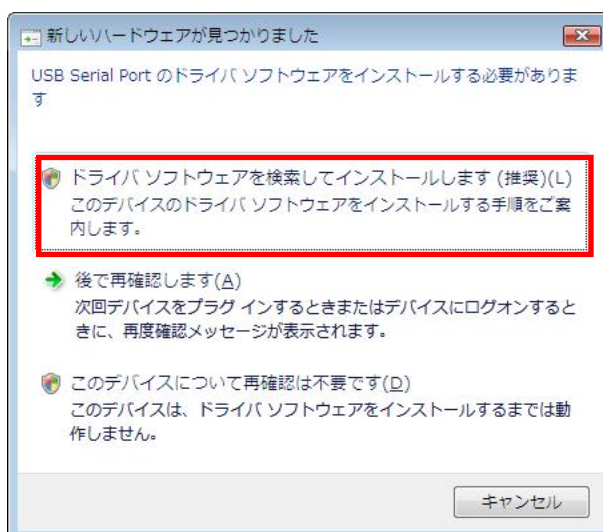 新しいハードウェアが見つかりました
USB Serial Port のドライバ ソフトウェアをインストールする必要がありま
す
ドライバ ソフトウェアを検索してインストールします (推奨)(L)
このデバイスのドライバ ソフトウェアをインストールする手順をご案
内します。
後で再確認します(A)
次回デバイスをプラグ インするときまたはデバイスにログオンすると
きに、再度確認メッセージが表示されます。
このデバイスについて再確認は不要です(D)
このデバイスは、ドライバ ソフトウェアをインストールするまでは動
作しません。
キャンセル